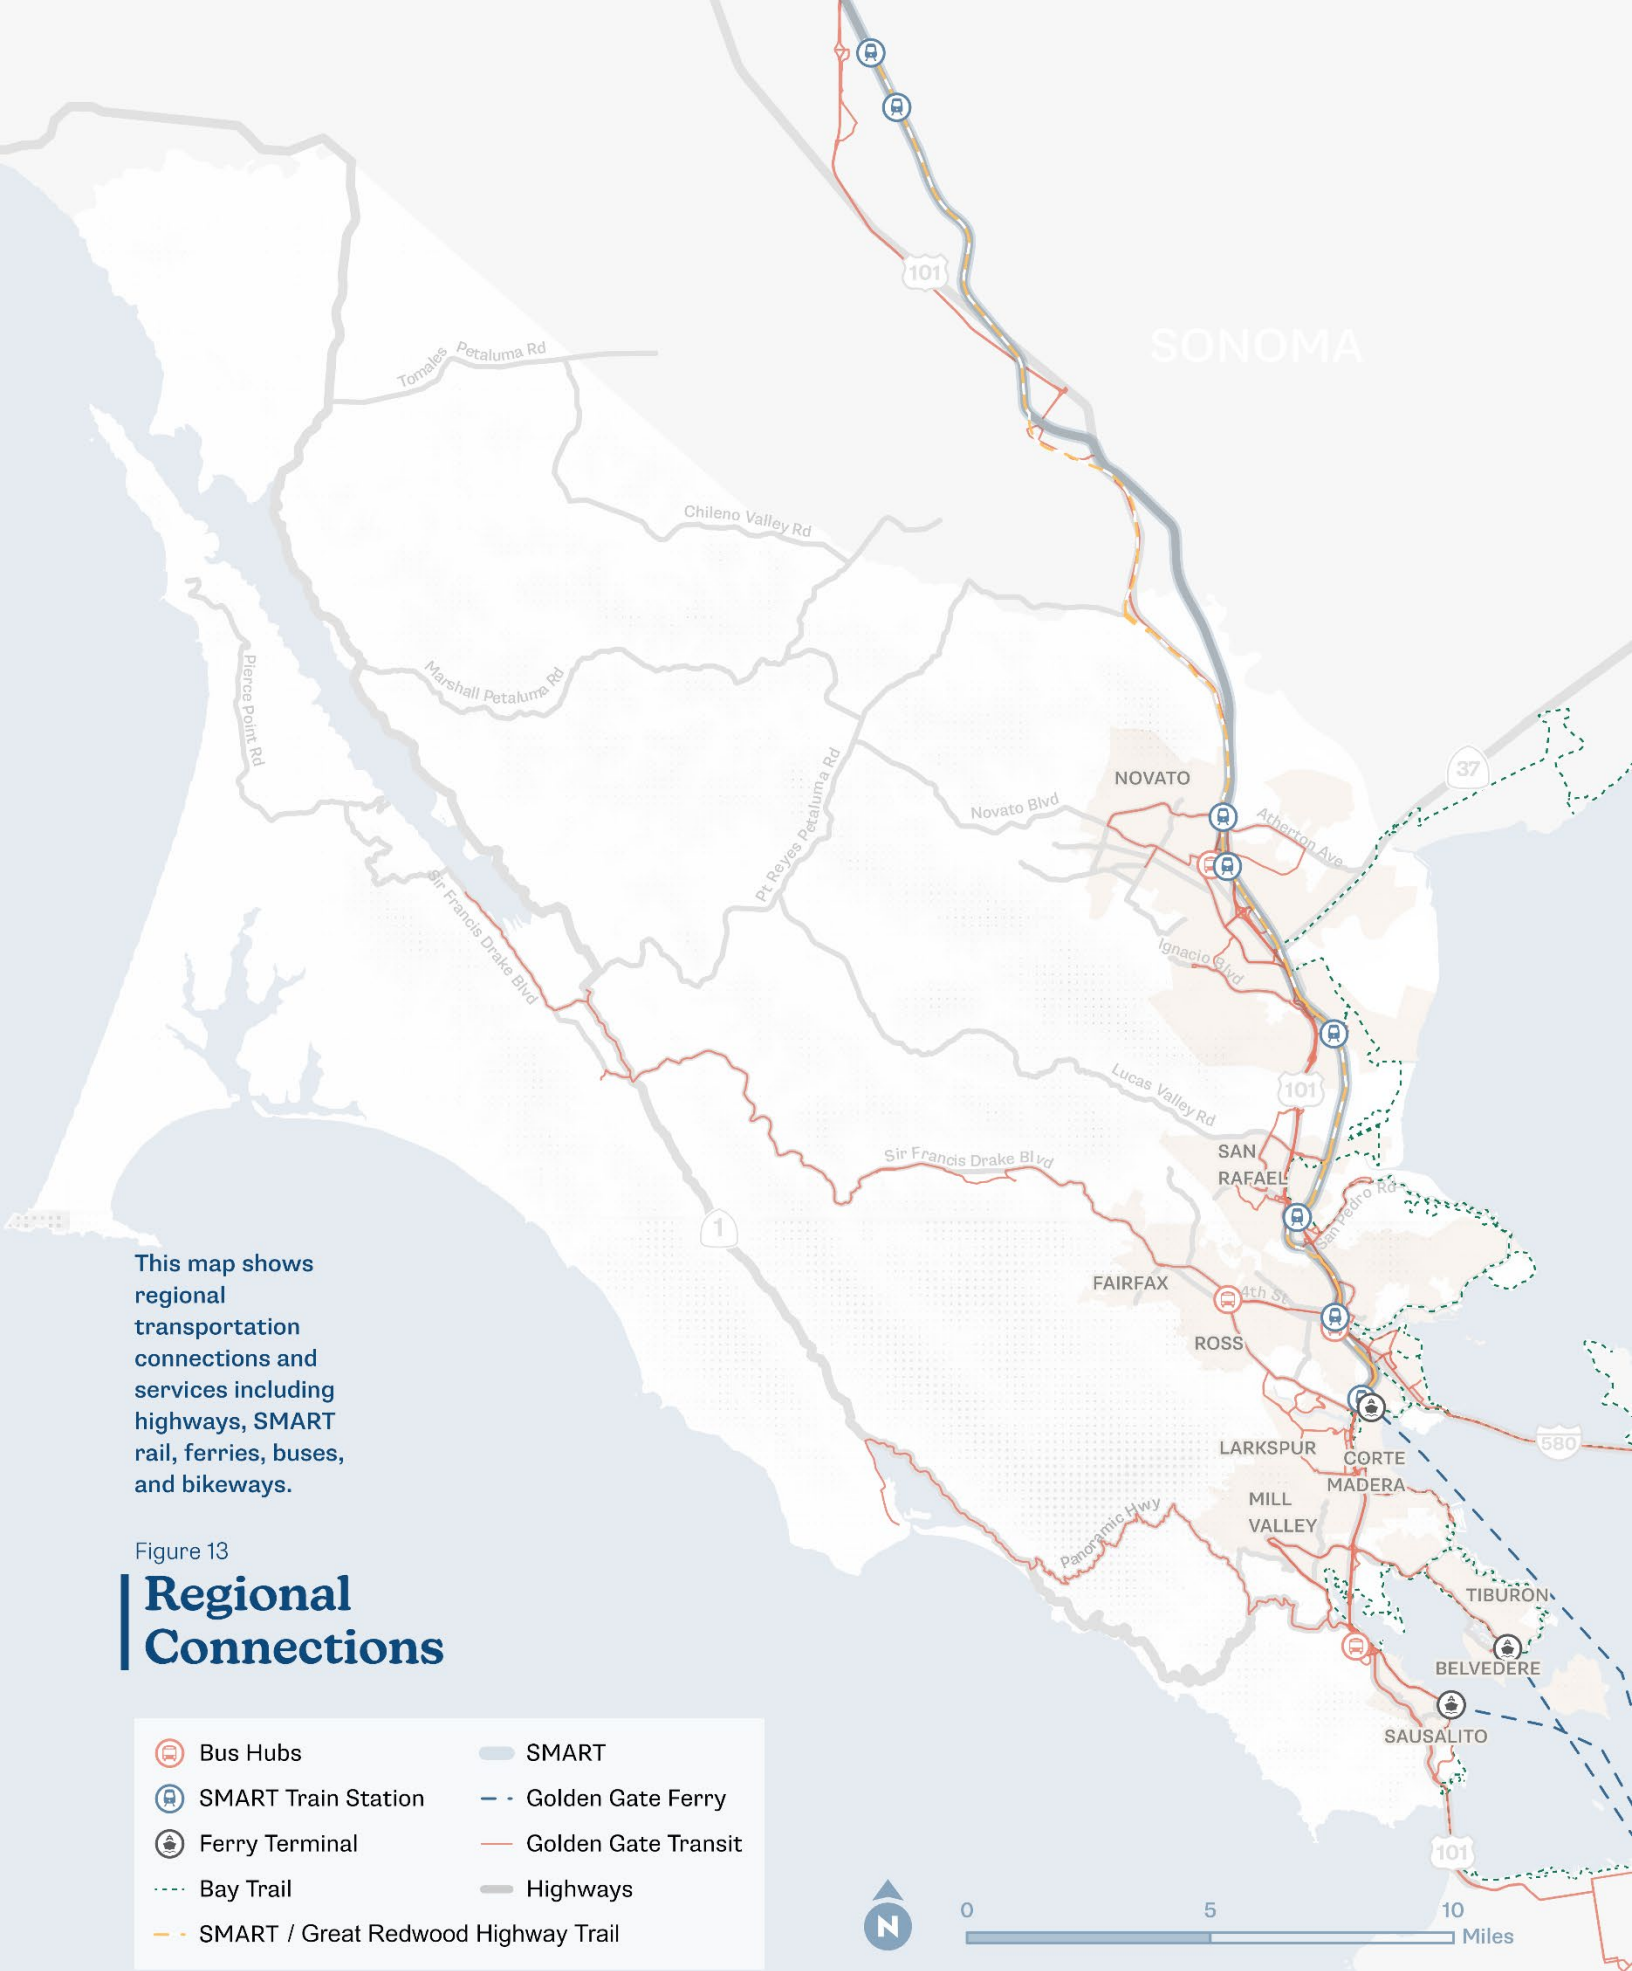 101
SONOMA
Tomales Petaluma Rd
Chileno Valley Rd
Marshall Petaluma Rd
Pierce Point Rd
37
NOVATO
Novato Blvd
Atherton Ave
Pt Reyes Petaluma Rd
Sir Francis Drake Blvd
Ignacio Blvd
101
Lucas Valley Rd
SAN
RAFAEL
Sir Francis Drake Blvd
San Pedro Rd
1
FAIRFAX
4th St
ROSS
580
LARKSPUR
CORTE
MADERA
MILL
VALLEY
Panoramic Hwy
TIBURON
BELVEDERE
SAUSALITO
101
This map shows
regional
transportation
connections and
services including
highways, SMART
rail, ferries, buses,
and bikeways.
Figure 13
Regional
Connections
Bus Hubs
SMART Train Station
Ferry Terminal
Bay Trail
SMART / Great Redwood Highway Trail
SMART
Golden Gate Ferry
Golden Gate Transit
Highways
N
0 5 10
Miles